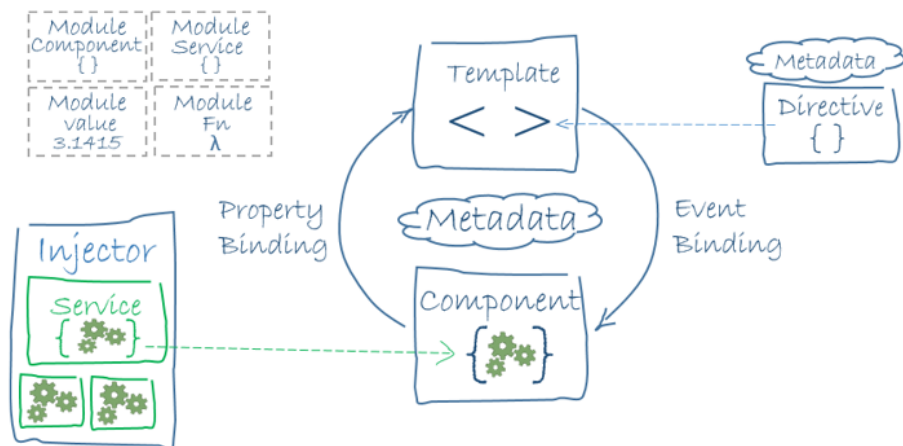 Module
Component
{ }
Module
Service
{ }
Module
value
3.1415
Module
Fn
λ
Template
< >
Metadata
Directive
{ }
Property
Binding
Metadata
Event
Binding
Injector
Service
{ }
Component
{ }